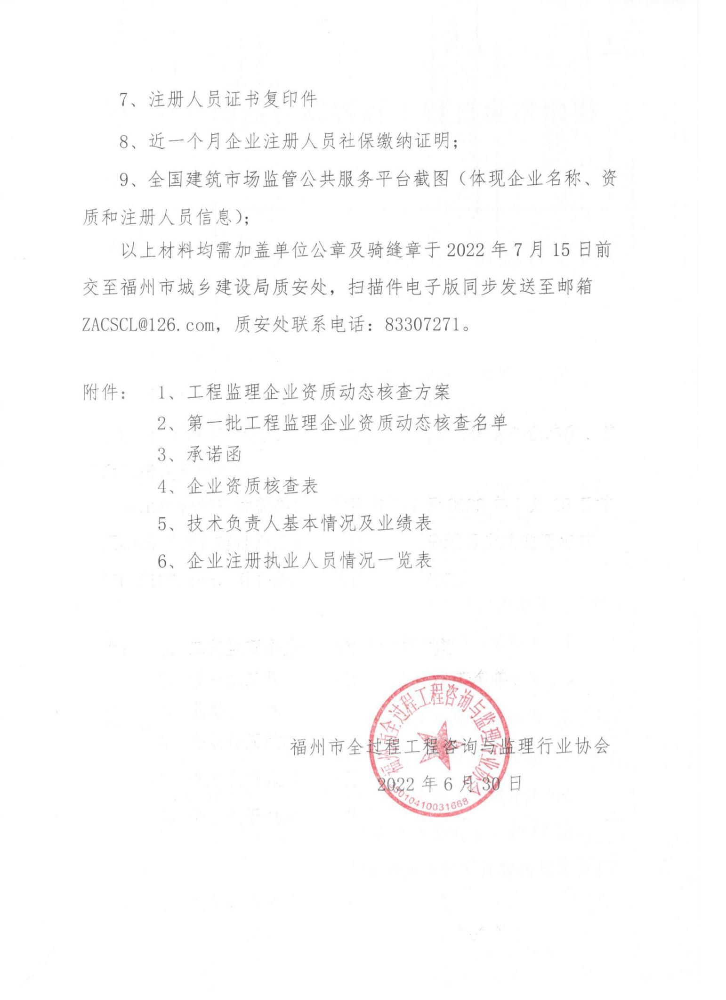 7、注册人员证书复印件
8、近一个月企业注册人员社保缴纳证明；
9、全国建筑市场监管公共服务平台截图（体现企业名称、资
质和注册人员信息）；
以上材料均需加盖单位公章及骑缝章于 2022 年 7 月 15 日前
交至福州市城乡建设局质安处，扫描件电子版同步发送至邮箱
ZACSCL@126.com，质安处联系电话：83307271。
附件： 1、工程监理企业资质动态核查方案
2、第一批工程监理企业资质动态核查名单
3、承诺函
4、企业资质核查表
5、技术负责人基本情况及业绩表
6、企业注册执业人员情况一览表
福州市全过程工程咨询与监理行业协会
福州市全过程工程咨询与监理行业协会
2022 年 6 月 30 日